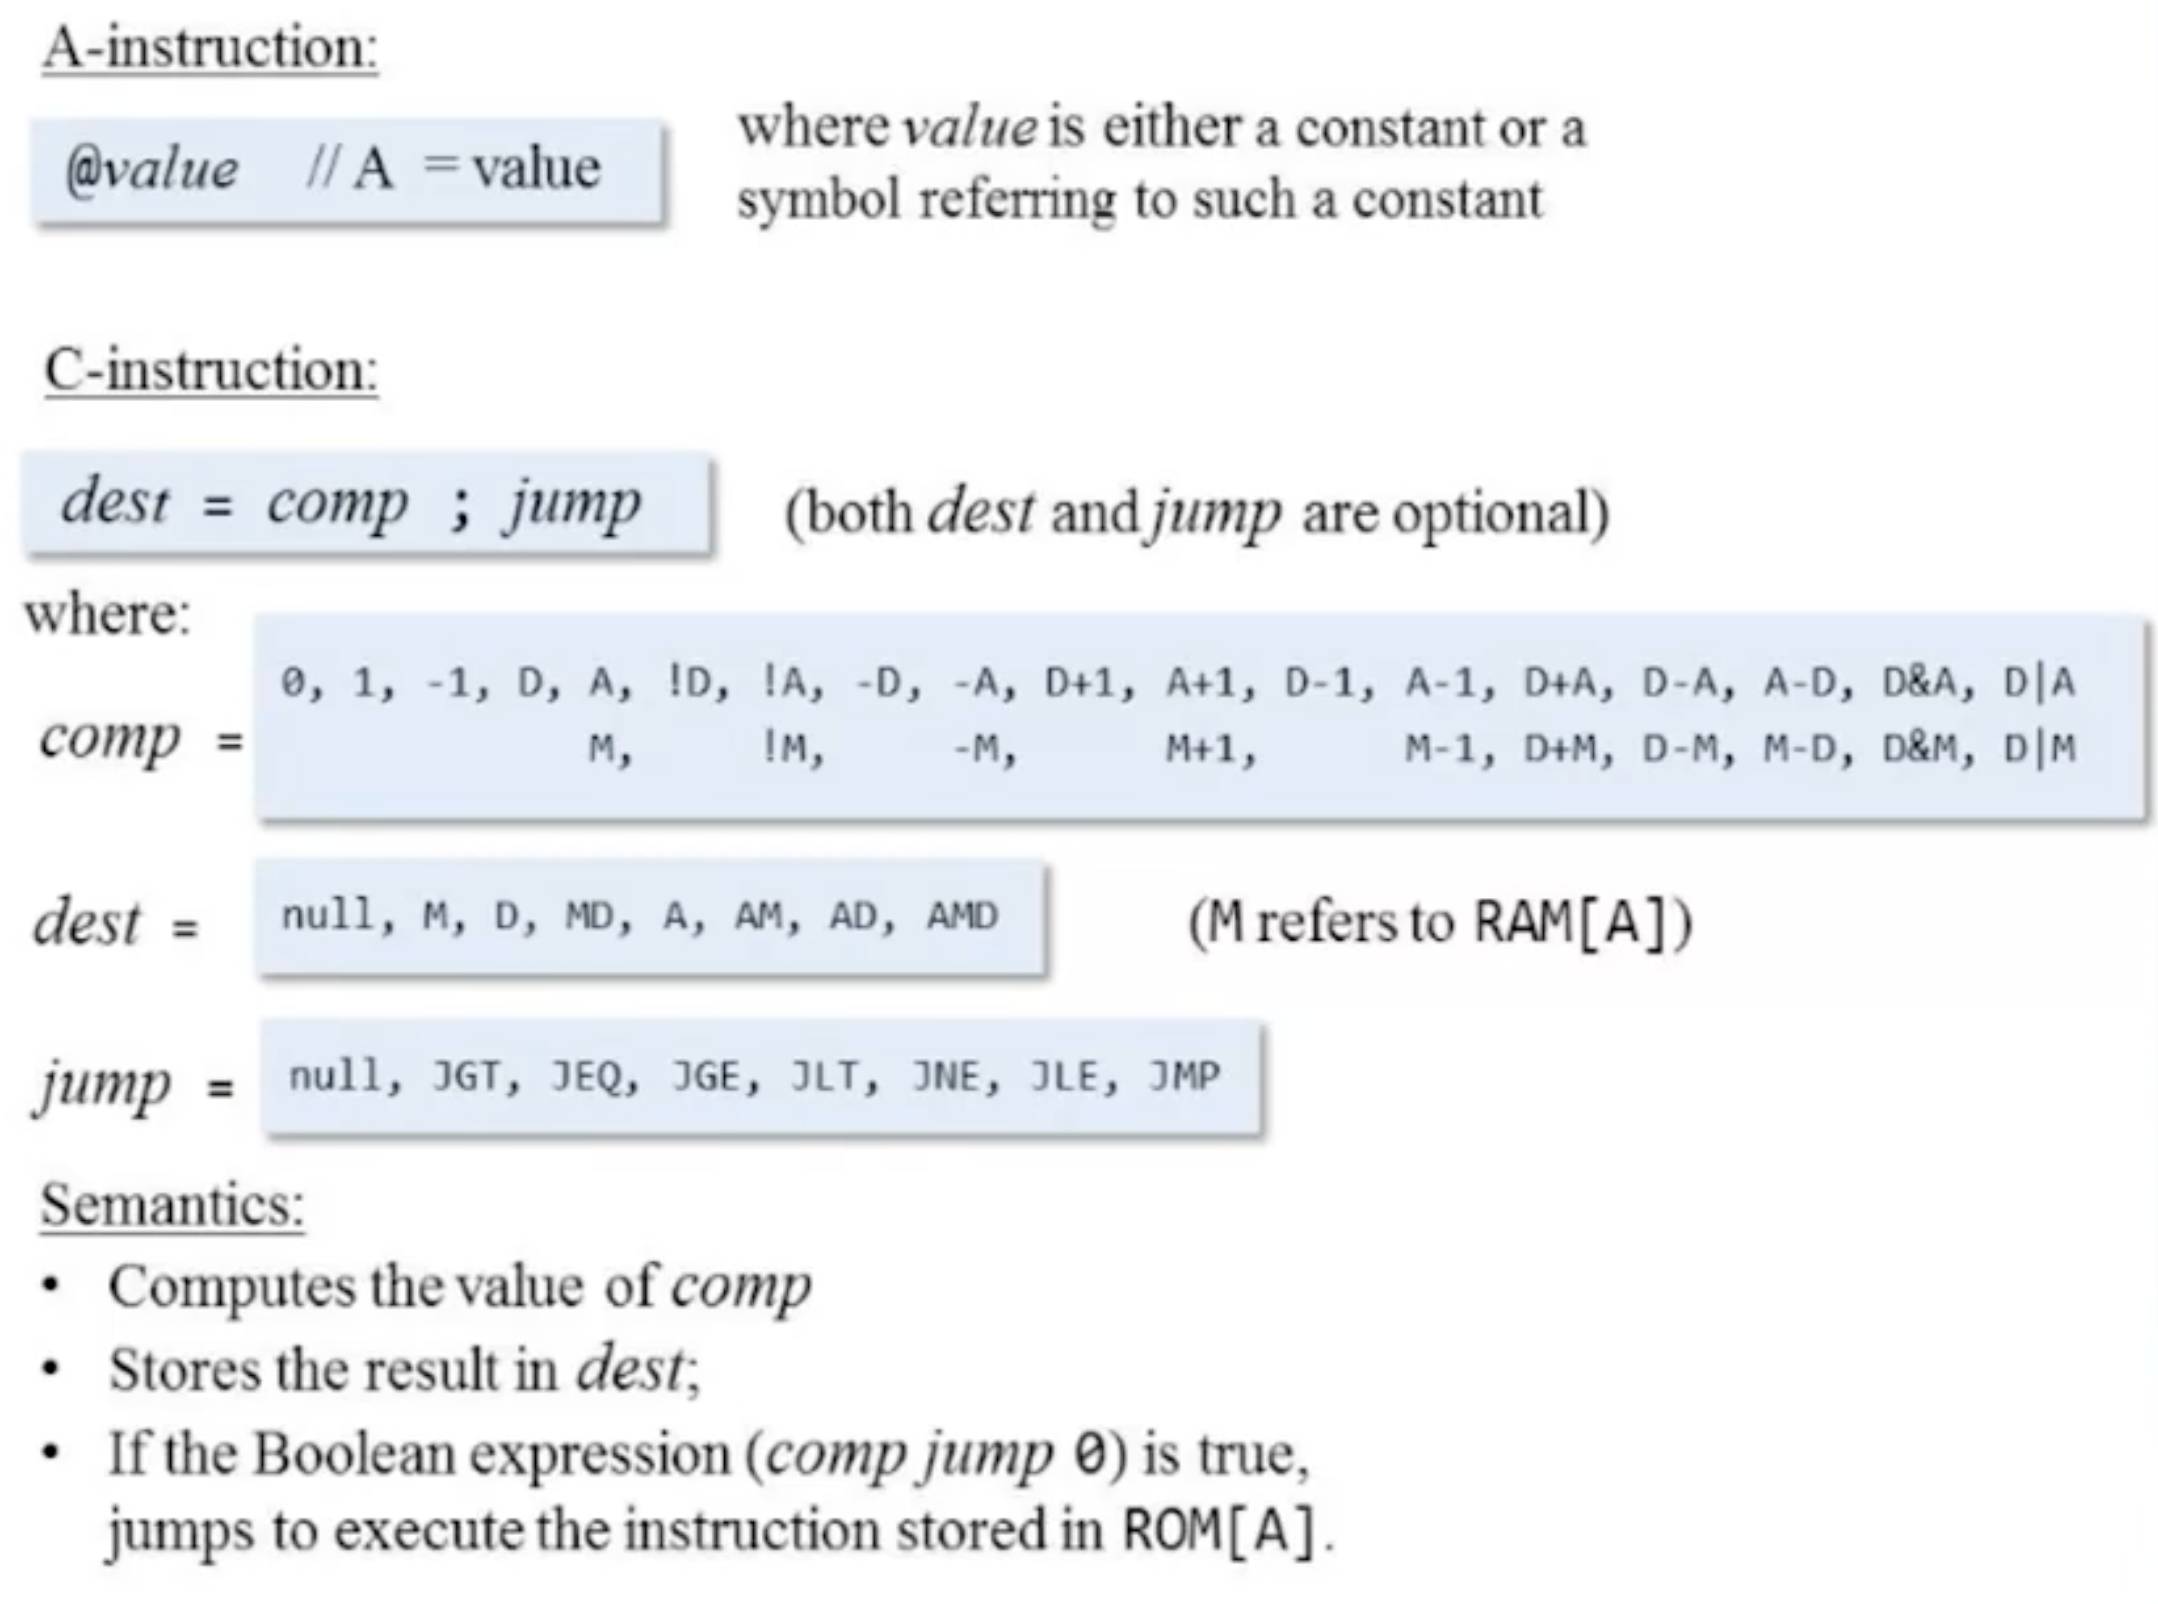 A-instruction:
@value // A = value
where value is either a constant or a
symbol referring to such a constant
C-instruction:
dest = comp ; jump
(both dest and jump are optional)
where:
comp =
0, 1, -1, D, A, !D, !A, -D, -A, D+1, A+1, D-1, A-1, D+A, D-A, A-D, D&A, D|A
M, !M, -M, M+1, M-1, D+M, D-M, M-D, D&M, D|M
dest =
null, M, D, MD, A, AM, AD, AMD
(M refers to RAM[A])
jump =
null, JGT, JEQ, JGE, JLT, JNE, JLE, JMP
Semantics:
• Computes the value of comp
• Stores the result in dest;
• If the Boolean expression (comp jump 0) is true,
jumps to execute the instruction stored in ROM[A].